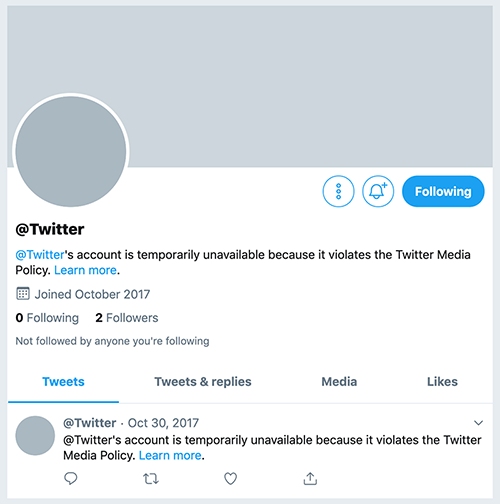 Following
@Twitter
@Twitter's account is temporarily unavailable because it violates the Twitter Media
Policy. Learn more.
Joined October 2017
0 Following 2 Followers
Not followed by anyone you're following
Tweets Tweets & replies Media Likes
@Twitter · Oct 30, 2017
@Twitter's account is temporarily unavailable because it violates the Twitter
Media Policy. Learn more.